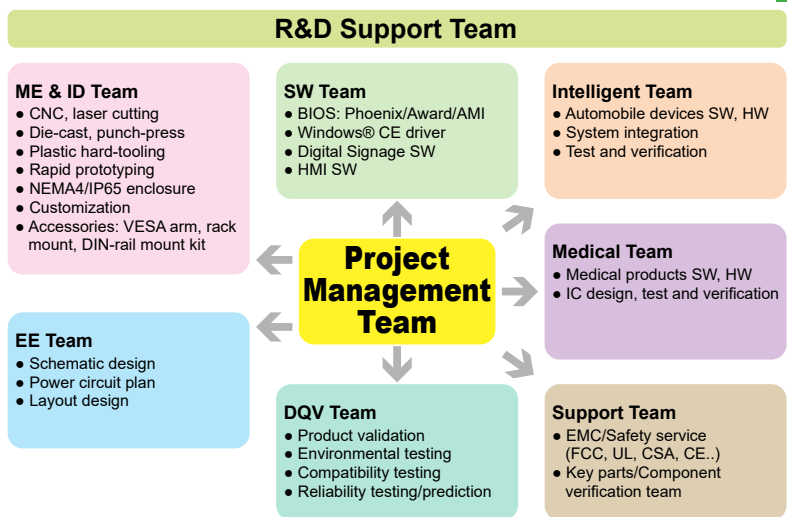 R&D Support Team
ME & ID Team
● CNC, laser cutting
● Die-cast, punch-press
● Plastic hard-tooling
● Rapid prototyping
● NEMA4/IP65 enclosure
● Customization
● Accessories: VESA arm, rack
mount, DIN-rail mount kit
SW Team
● BIOS: Phoenix/Award/AMI
● Windows® CE driver
● Digital Signage SW
● HMI SW
Intelligent Team
● Automobile devices SW, HW
● System integration
● Test and verification
Project
Management
Team
Medical Team
● Medical products SW, HW
● IC design, test and verification
EE Team
● Schematic design
● Power circuit plan
● Layout design
DQV Team
● Product validation
● Environmental testing
● Compatibility testing
● Reliability testing/prediction
Support Team
● EMC/Safety service
(FCC, UL, CSA, CE..)
● Key parts/Component
verification team